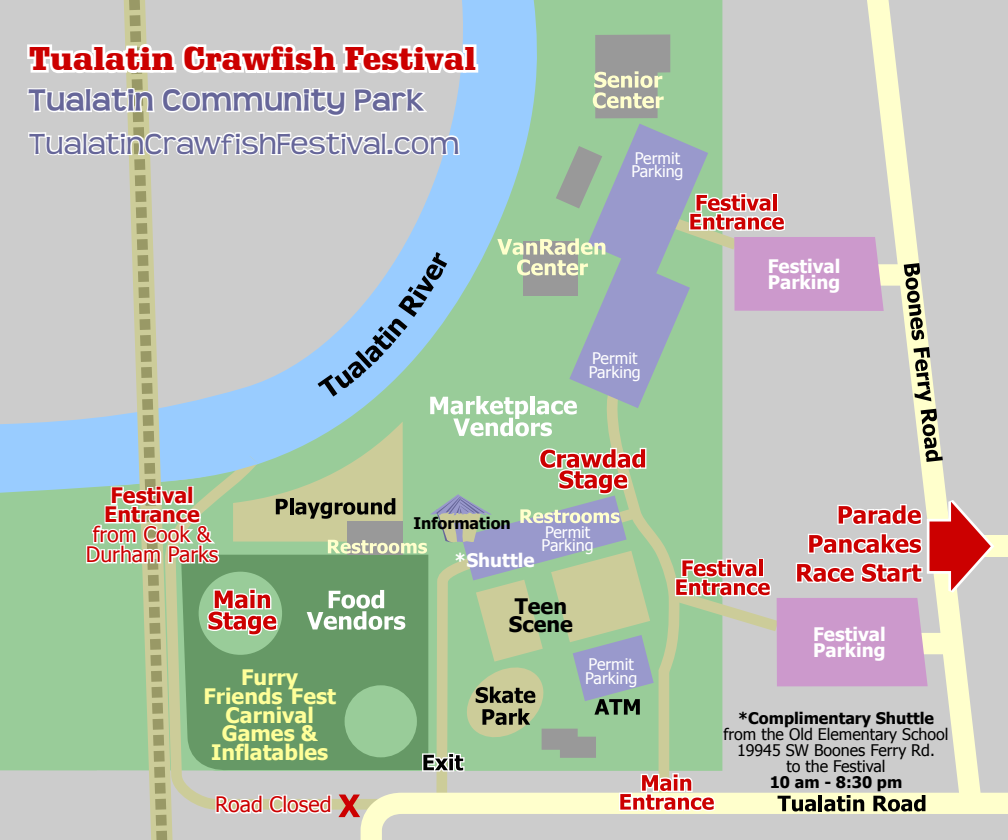 Tualatin Crawfish Festival
Tualatin Community Park
TualatinCrawfishFestival.com
Senior
Center
Permit
Parking
Festival
Entrance
VanRaden
Center
Festival
Parking
Boones Ferry Road
Tualatin River
Permit
Parking
Marketplace
Vendors
Crawdad
Stage
Festival
Entrance
from Cook &
Durham Parks
Playground
Information
Restrooms
Permit
Parking
Restrooms
*Shuttle
Parade
Pancakes
Race Start
Festival
Entrance
Main
Stage
Food
Vendors
Teen
Scene
Festival
Parking
Permit
Parking
Furry
Friends Fest
Carnival
Games &
Inflatables
Skate
Park
ATM
*Complimentary Shuttle
from the Old Elementary School
19945 SW Boones Ferry Rd.
to the Festival
10 am - 8:30 pm
Exit
Main
Entrance
Road Closed X
Tualatin Road